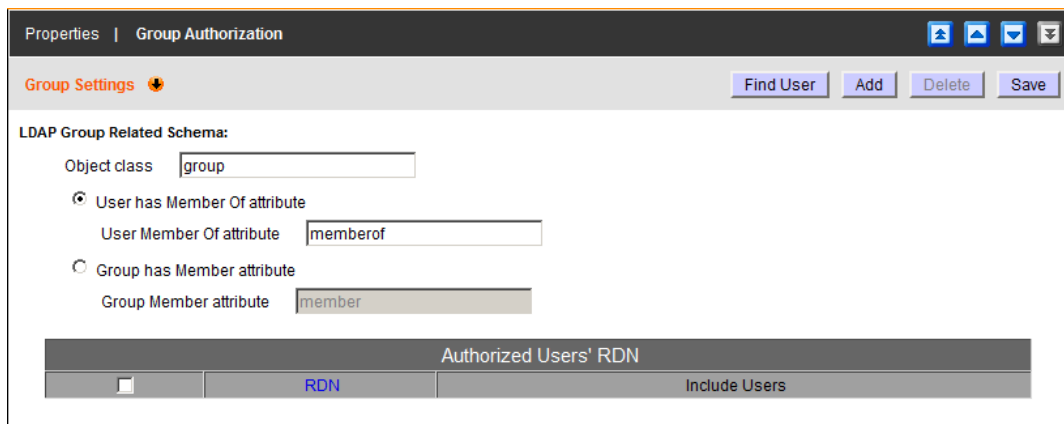 Properties | Group Authorization
Group Settings Find User Add Delete Save
LDAP Group Related Schema:
Object class group
User has Member Of attribute
User Member Of attribute memberof
Group has Member attribute
Group Member attribute member
Authorized Users' RDN
RDN Include Users